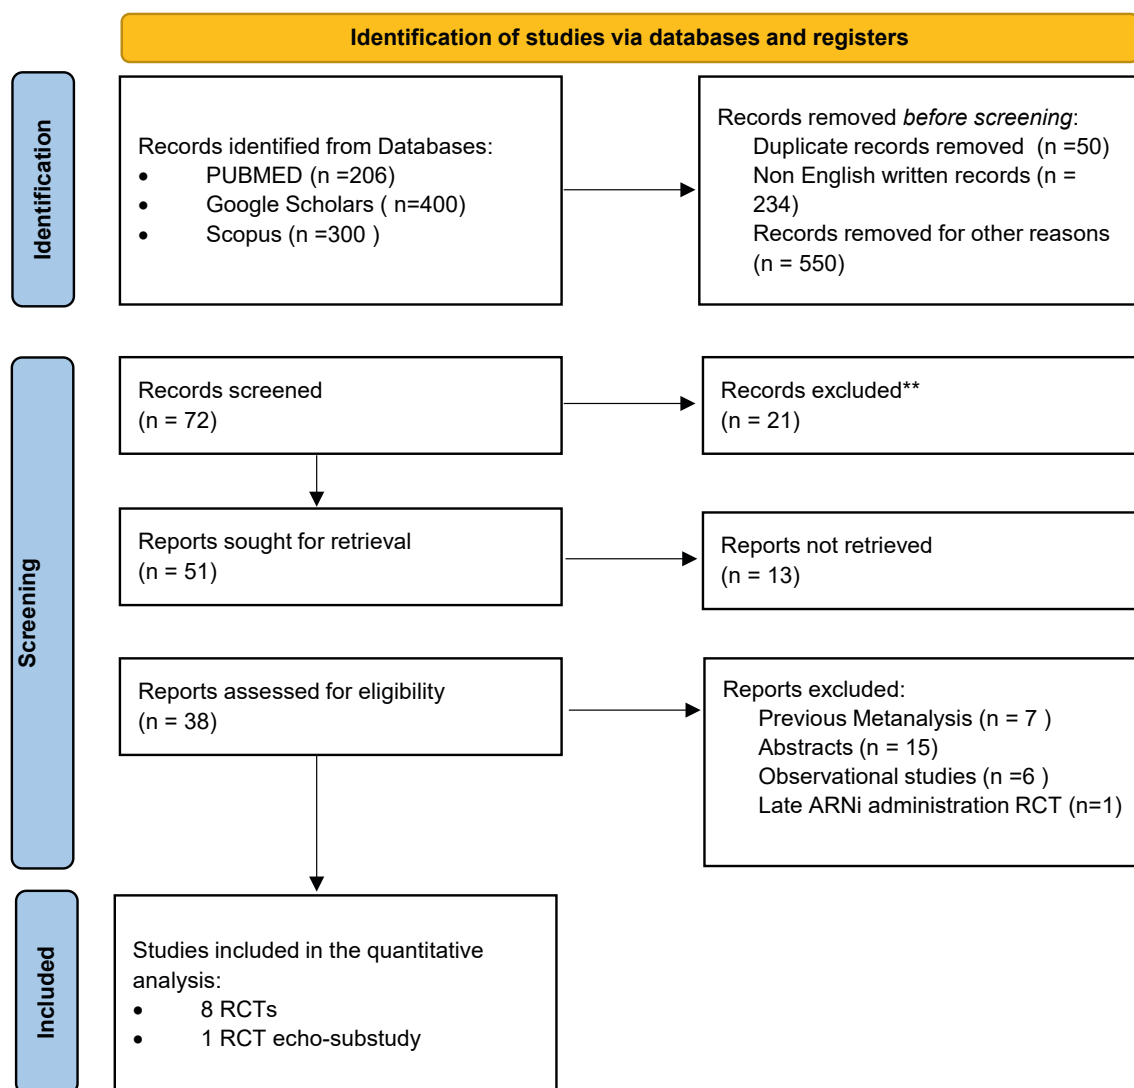 Identification of studies via databases and registers
Identification
Records identified from Databases:
• PUBMED (n =206)
• Google Scholars ( n=400)
• Scopus (n =300 )
Records removed before screening:
Duplicate records removed  (n =50)
Non English written records (n =
234)
Records removed for other reasons
(n = 550)
Screening
Records screened
(n = 72)
Records excluded**
(n = 21)
Reports sought for retrieval
(n = 51)
Reports not retrieved
(n = 13)
Reports assessed for eligibility
(n = 38)
Reports excluded:
Previous Metanalysis (n = 7 )
Abstracts (n = 15)
Observational studies (n =6 )
Late ARNi administration RCT (n=1)
Included
Studies included in the quantitative
analysis:
• 8 RCTs
• 1 RCT echo-substudy